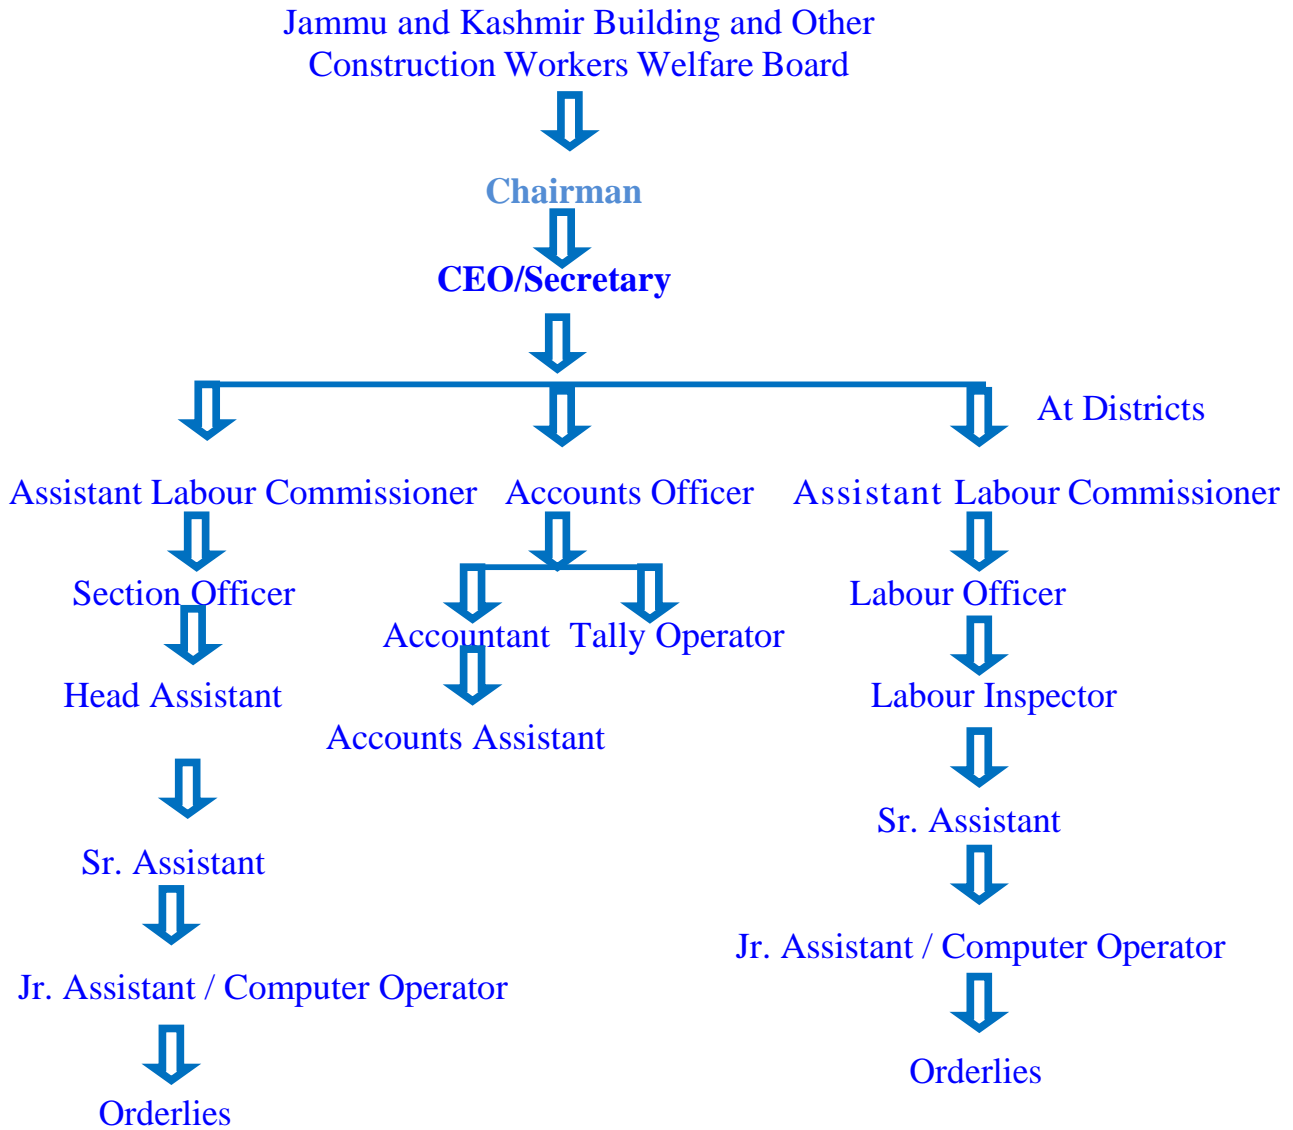 Jammu and Kashmir Building and Other
Construction Workers Welfare Board
Chairman
CEO/Secretary
At Districts
Assistant Labour Commissioner
Accounts Officer
Assistant Labour Commissioner
Section Officer
Labour Officer
Accountant
Tally Operator
Head Assistant
Labour Inspector
Accounts Assistant
Sr. Assistant
Sr. Assistant
Jr. Assistant / Computer Operator
Jr. Assistant / Computer Operator
Orderlies
Orderlies